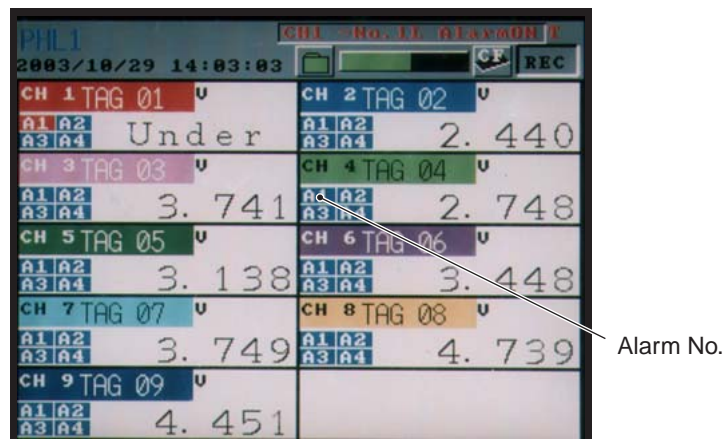 PHL1
CH1 >No.1L AlarmON T
2003/10/29 14:03:03
CF REC
CH 1 TAG 01 V
A1 A2
A3 A4
Under
CH 2 TAG 02 V
A1 A2
A3 A4
2. 440
CH 3 TAG 03 V
A1 A2
A3 A4
3. 741
CH 4 TAG 04 V
A1 A2
A3 A4
2. 748
CH 5 TAG 05 V
A1 A2
A3 A4
3. 138
CH 6 TAG 06 V
A1 A2
A3 A4
3. 448
CH 7 TAG 07 V
A1 A2
A3 A4
3. 749
CH 8 TAG 08 V
A1 A2
A3 A4
4. 739
CH 9 TAG 09 V
A1 A2
A3 A4
4. 451
Alarm No.